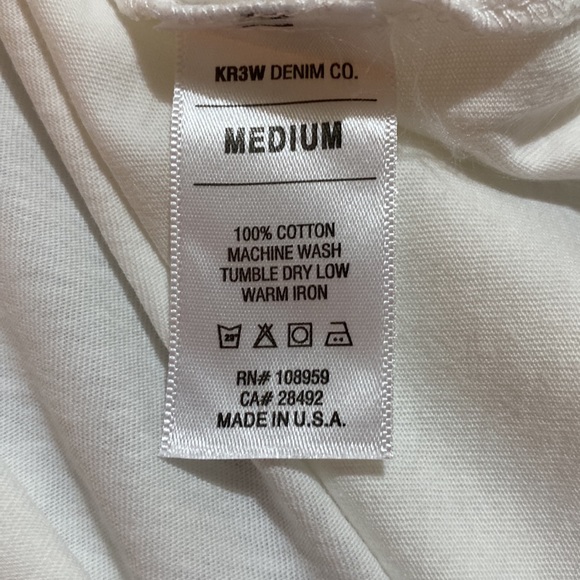 KR3W DENIM CO.
MEDIUM
100% COTTON
MACHINE WASH
TUMBLE DRY LOW
WARM IRON
RN# 108959
CA# 28492
MADE IN U.S.A.